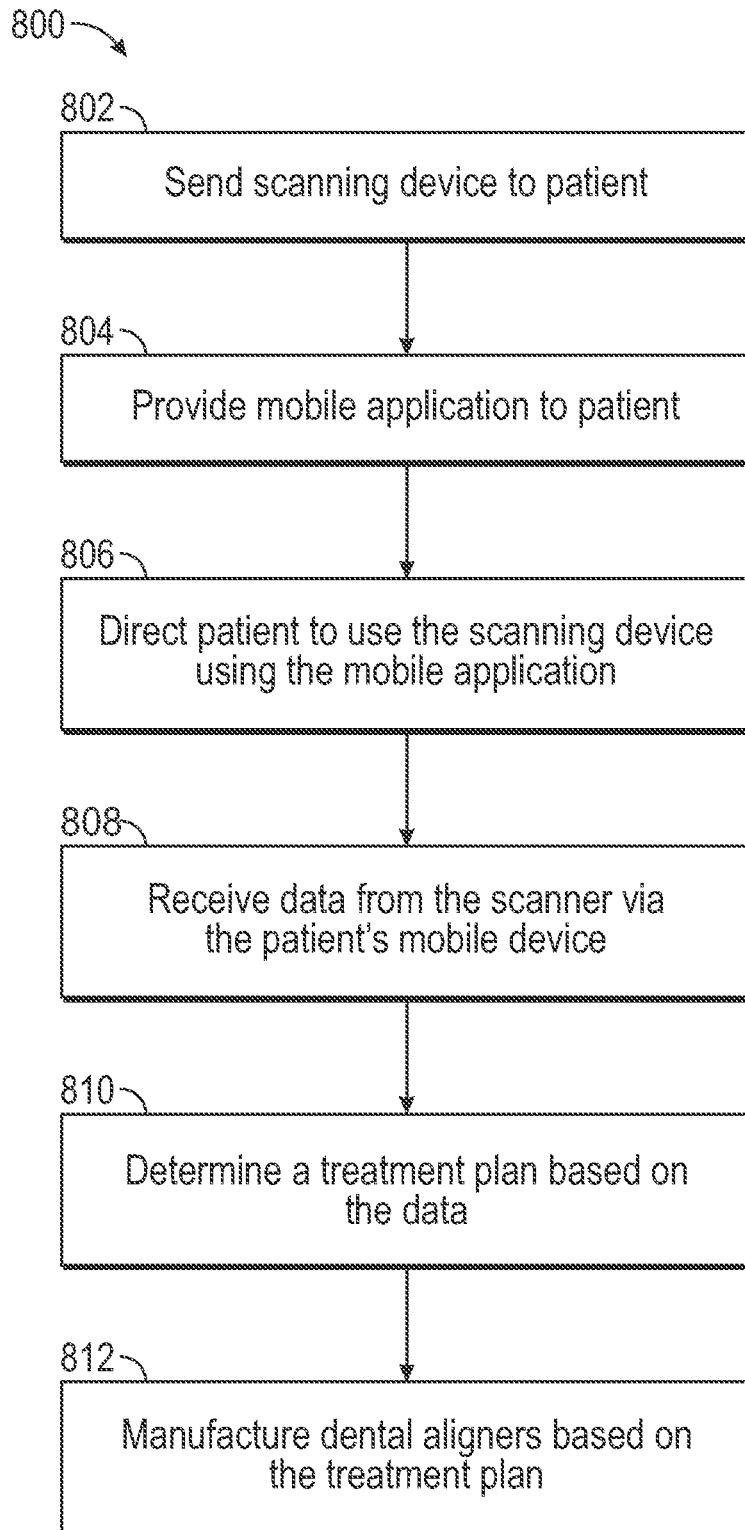 800
802
Send scanning device to patient
804
Provide mobile application to patient
806
Direct patient to use the scanning device
using the mobile application
808
Receive data from the scanner via
the patient's mobile device
810
Determine a treatment plan based on
the data
812
Manufacture dental aligners based on
the treatment plan